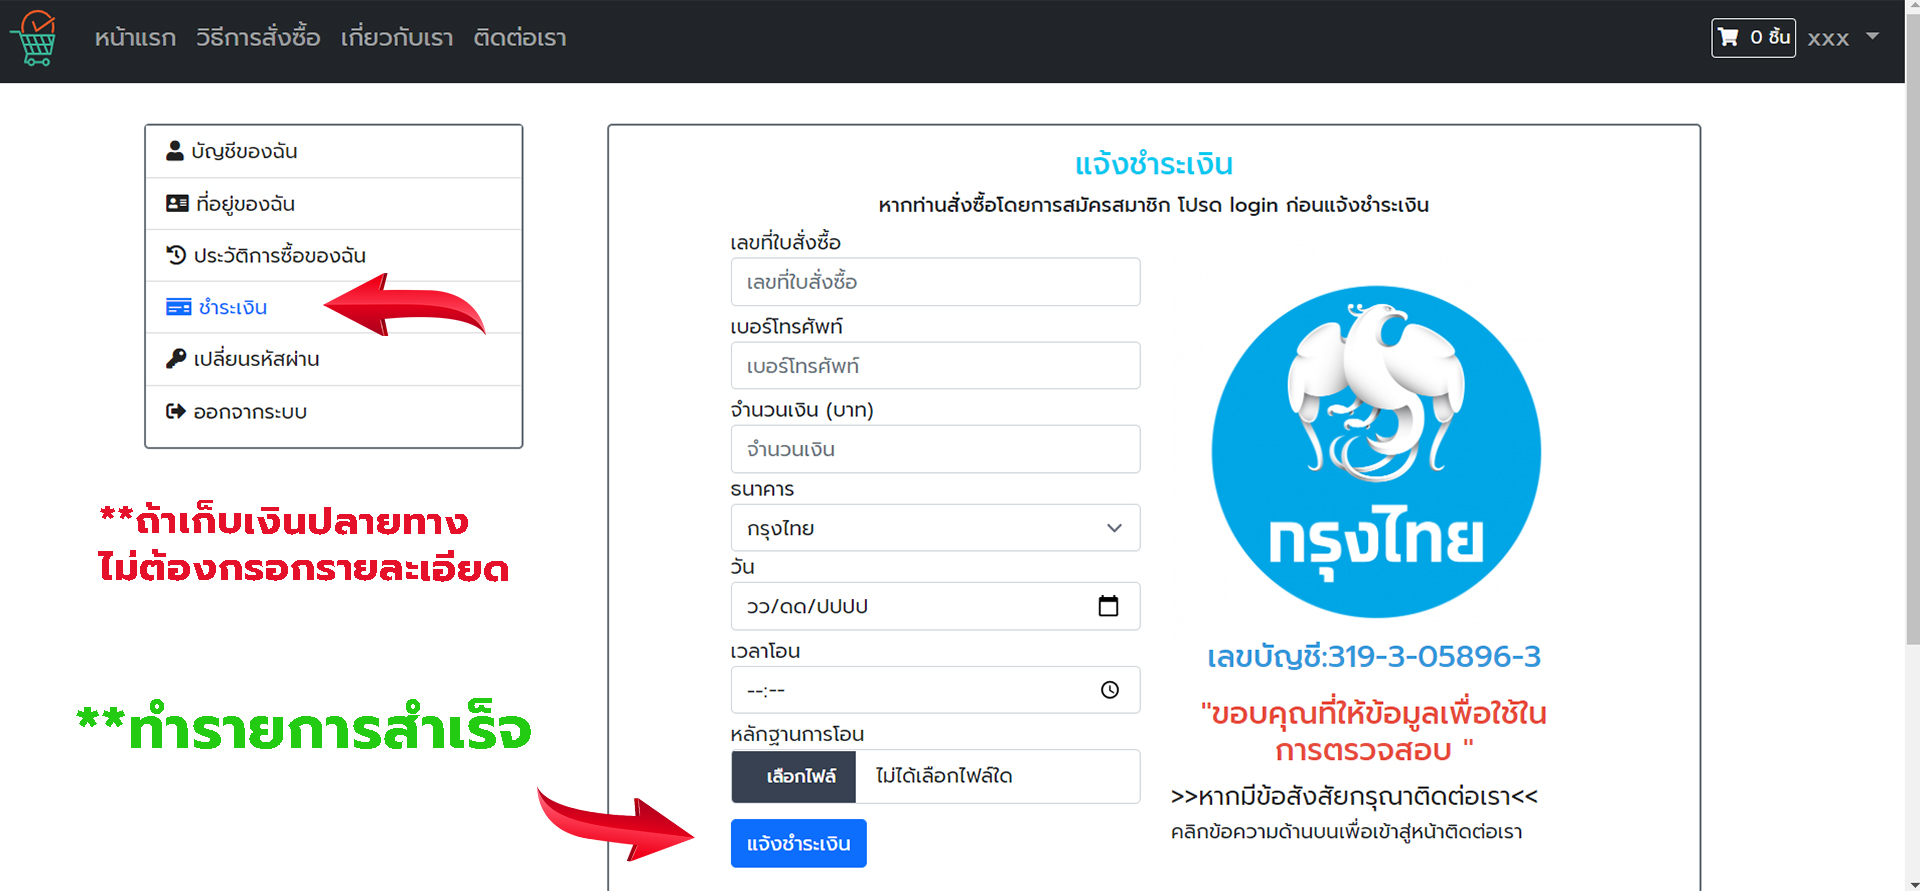 หน้าแรก วิธีการสั่งซื้อ เกี่ยวกับเรา ติดต่อเรา 0 ชิ้น xxx
บัญชีของฉัน
ที่อยู่ของฉัน
ประวัติการซื้อของฉัน
ชำระเงิน
เปลี่ยนรหัสผ่าน
ออกจากระบบ
**ถ้าเก็บเงินปลายทาง
ไม่ต้องกรอกรายละเอียด
**ทำรายการสำเร็จ
แจ้งชำระเงิน
หากท่านสั่งซื้อโดยการสมัครสมาชิก โปรด login ก่อนแจ้งชำระเงิน
เลขที่ใบสั่งซื้อ
เลขที่ใบสั่งซื้อ
เบอร์โทรศัพท์
เบอร์โทรศัพท์
จำนวนเงิน (บาท)
จำนวนเงิน
ธนาคาร
กรุงไทย
วัน
วว/ดด/ปปปป
เวลาโอน
--:--
หลักฐานการโอน
เลือกไฟล์ ไม่ได้เลือกไฟล์ใด
แจ้งชำระเงิน
กรุงไทย
เลขบัญชี:319-3-05896-3
"ขอบคุณที่ให้ข้อมูลเพื่อใช้ใน
การตรวจสอบ "
>>หากมีข้อสังสัยกรุณาติดต่อเรา<<
คลิกข้อความด้านบนเพื่อเข้าสู่หน้าติดต่อเรา